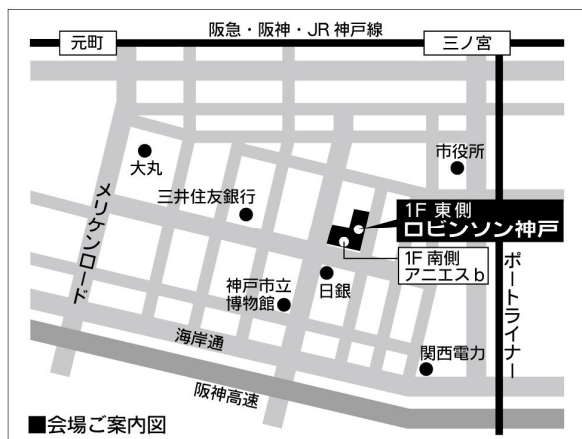 阪急・阪神・JR神戸線
元町
三ノ宮
大丸
市役所
三井住友銀行
メリケンロード
1F 東側
ロビンソン神戸
1F 南側
アニエスb
神戸市立
博物館
日銀
ポートライナー
海岸通
関西電力
阪神高速
■会場ご案内図